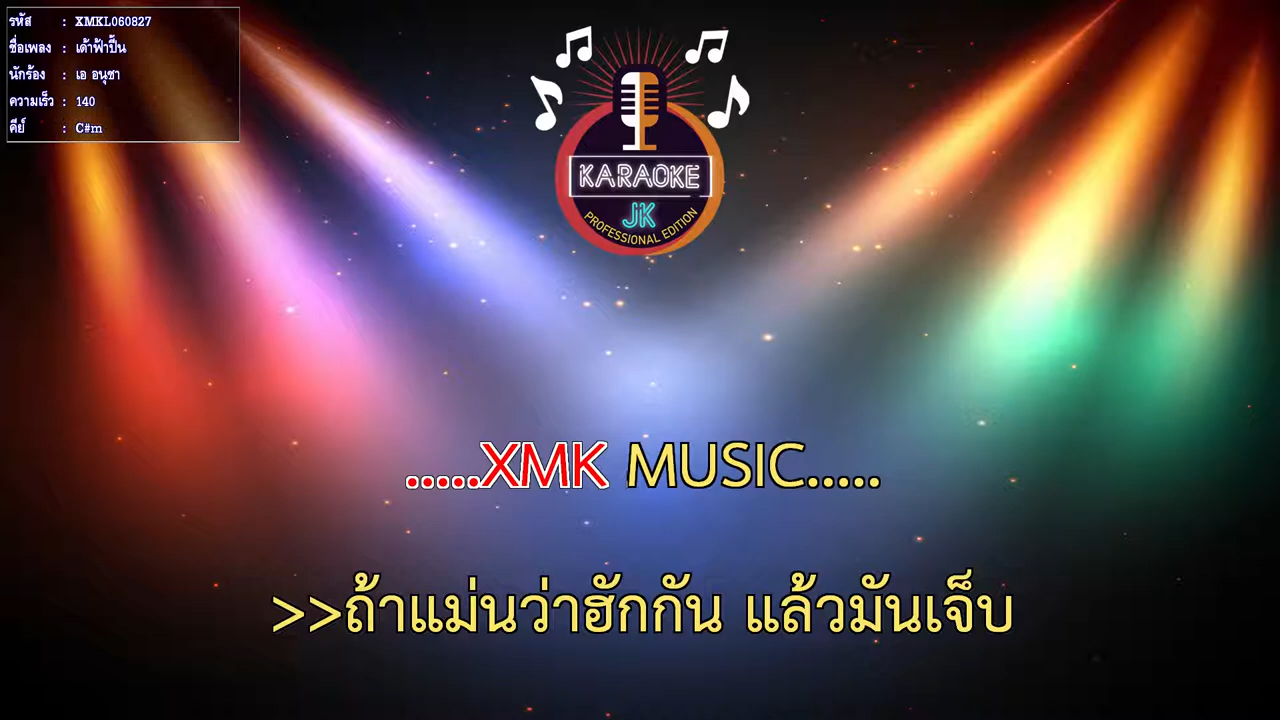 รหัส : XMKL060827
ชื่อเพลง : เด้าฟ้าปิ๊น
นักร้อง : เอ อนุชา
ความเร็ว : 140
คีย์ : C#m
KARAOKE
JK
PROFESSIONAL EDITION
.....XMK MUSIC.....
>>ถ้าแม่นว่าฮักกัน แล้วมันเจ็บ